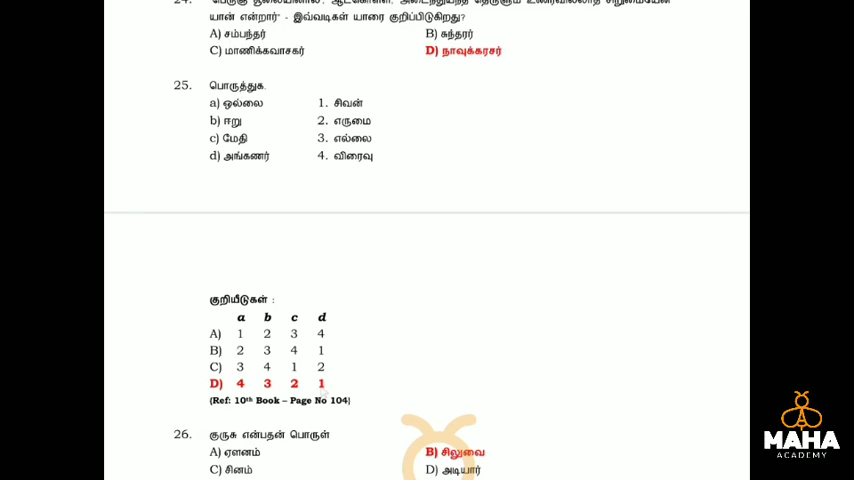 யான் என்றார்" - இவ்வடிகள் யாரை குறிப்பிடுகிறது?
A) சம்பந்தர் B) சுந்தரர்
C) மாணிக்கவாசகர் D) நாவுக்கரசர்
25. பொருத்துக.
a) ஒல்லை 1. சிவன்
b) ஈறு 2. எருமை
c) மேதி 3. எல்லை
d) அங்கணர் 4. விரைவு
குறியீடுகள் :
a b c d
A) 1 2 3 4
B) 2 3 4 1
C) 3 4 1 2
D) 4 3 2 1
(Ref: 10th Book – Page No 104)
26. குருசு என்பதன் பொருள்
A) ஏளனம் B) சிலுவை
C) சினம் D) அடியார்
MAHA
ACADEMY